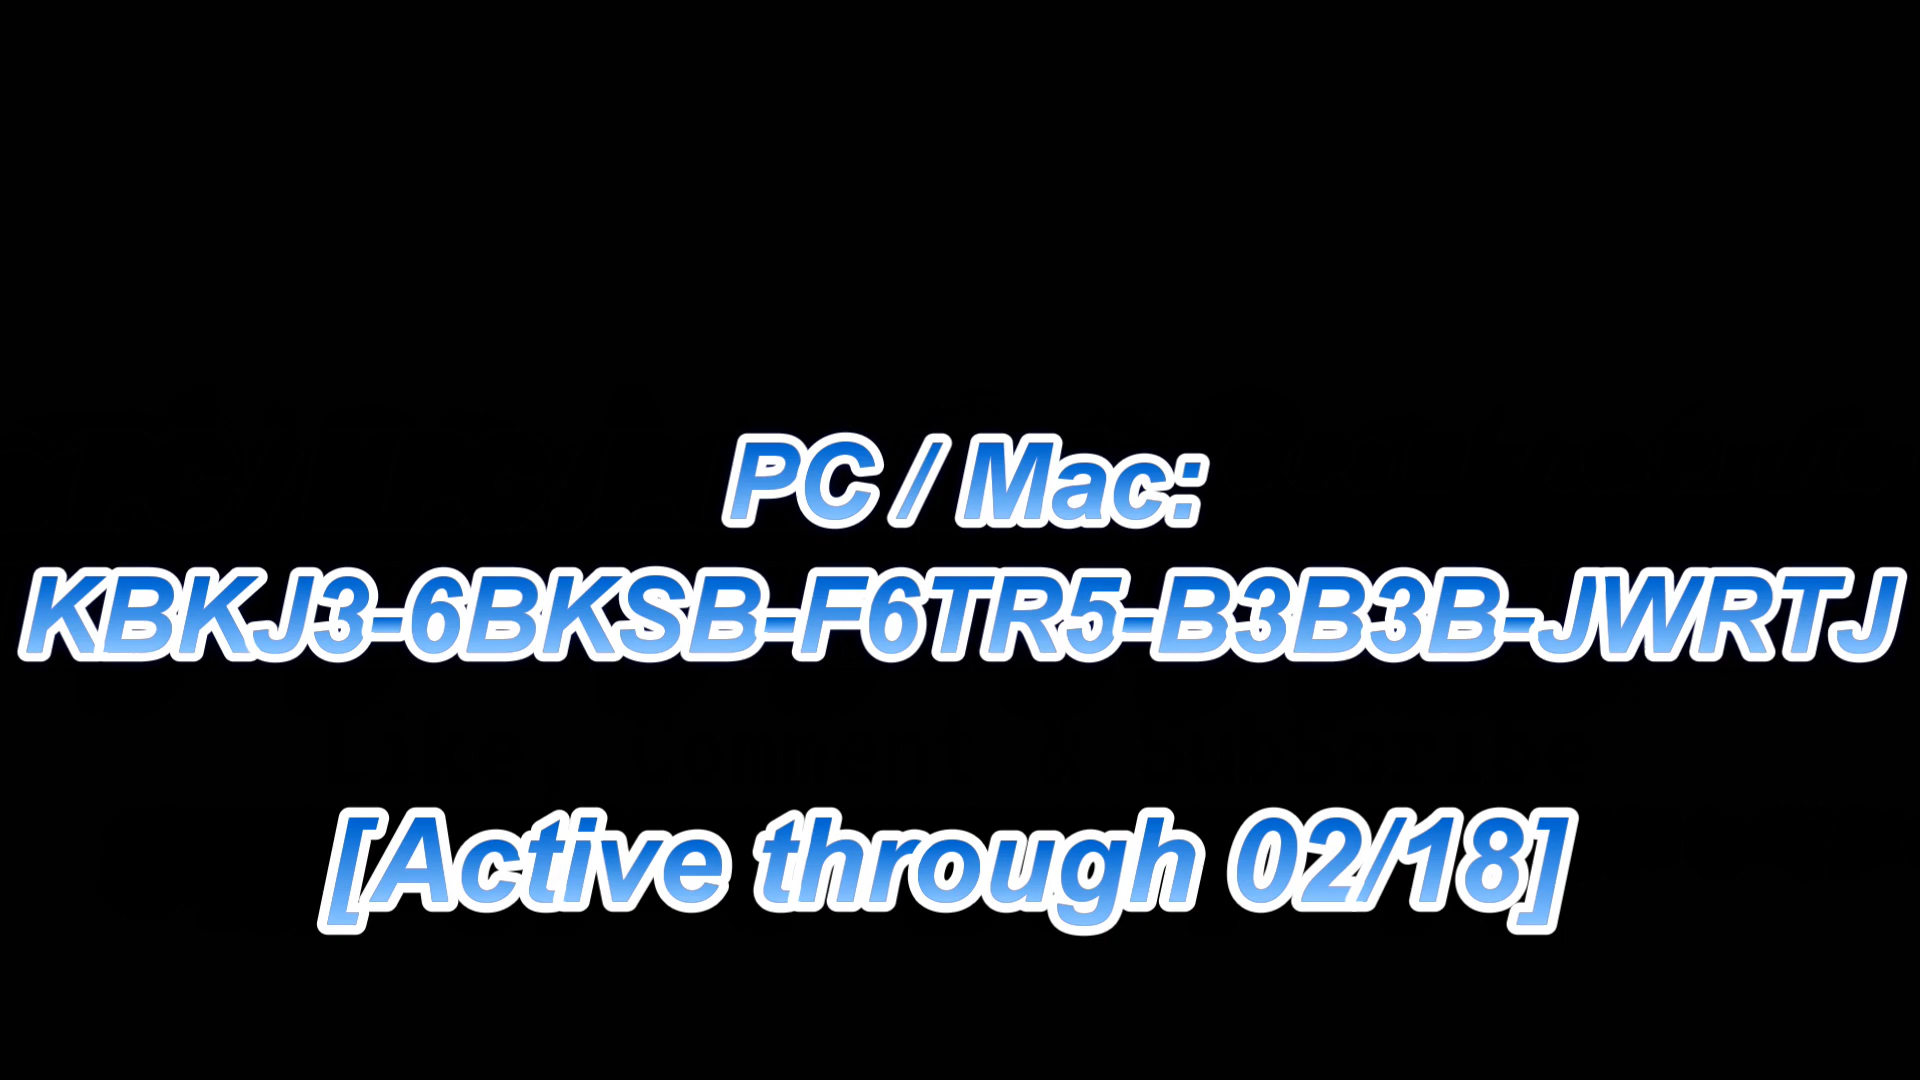 PC / Mac:
KBKJ3-6BKSB-F6TR5-B3B3B-JWRTJ
[Active through 02/18]